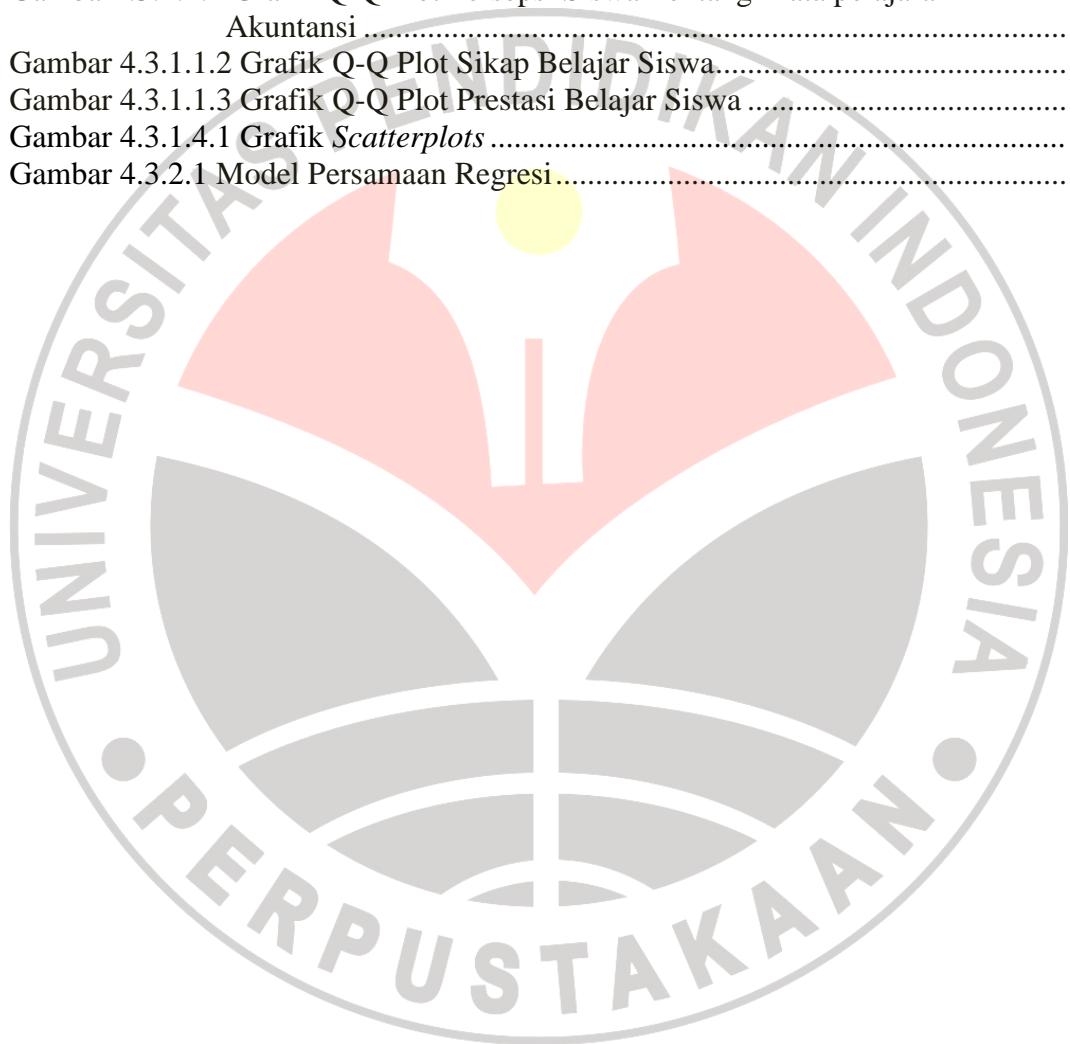 Akuntansi ........................................................................................................
Gambar 4.3.1.1.2 Grafik Q-Q Plot Sikap Belajar Siswa....................................................
Gambar 4.3.1.1.3 Grafik Q-Q Plot Prestasi Belajar Siswa ................................................
Gambar 4.3.1.4.1 Grafik Scatterplots ..............................................................................
Gambar 4.3.2.1 Model Persamaan Regresi.....................................................................
UNIVERSITAS PENDIDIKAN INDONESIA
PERPUSTAKAAN